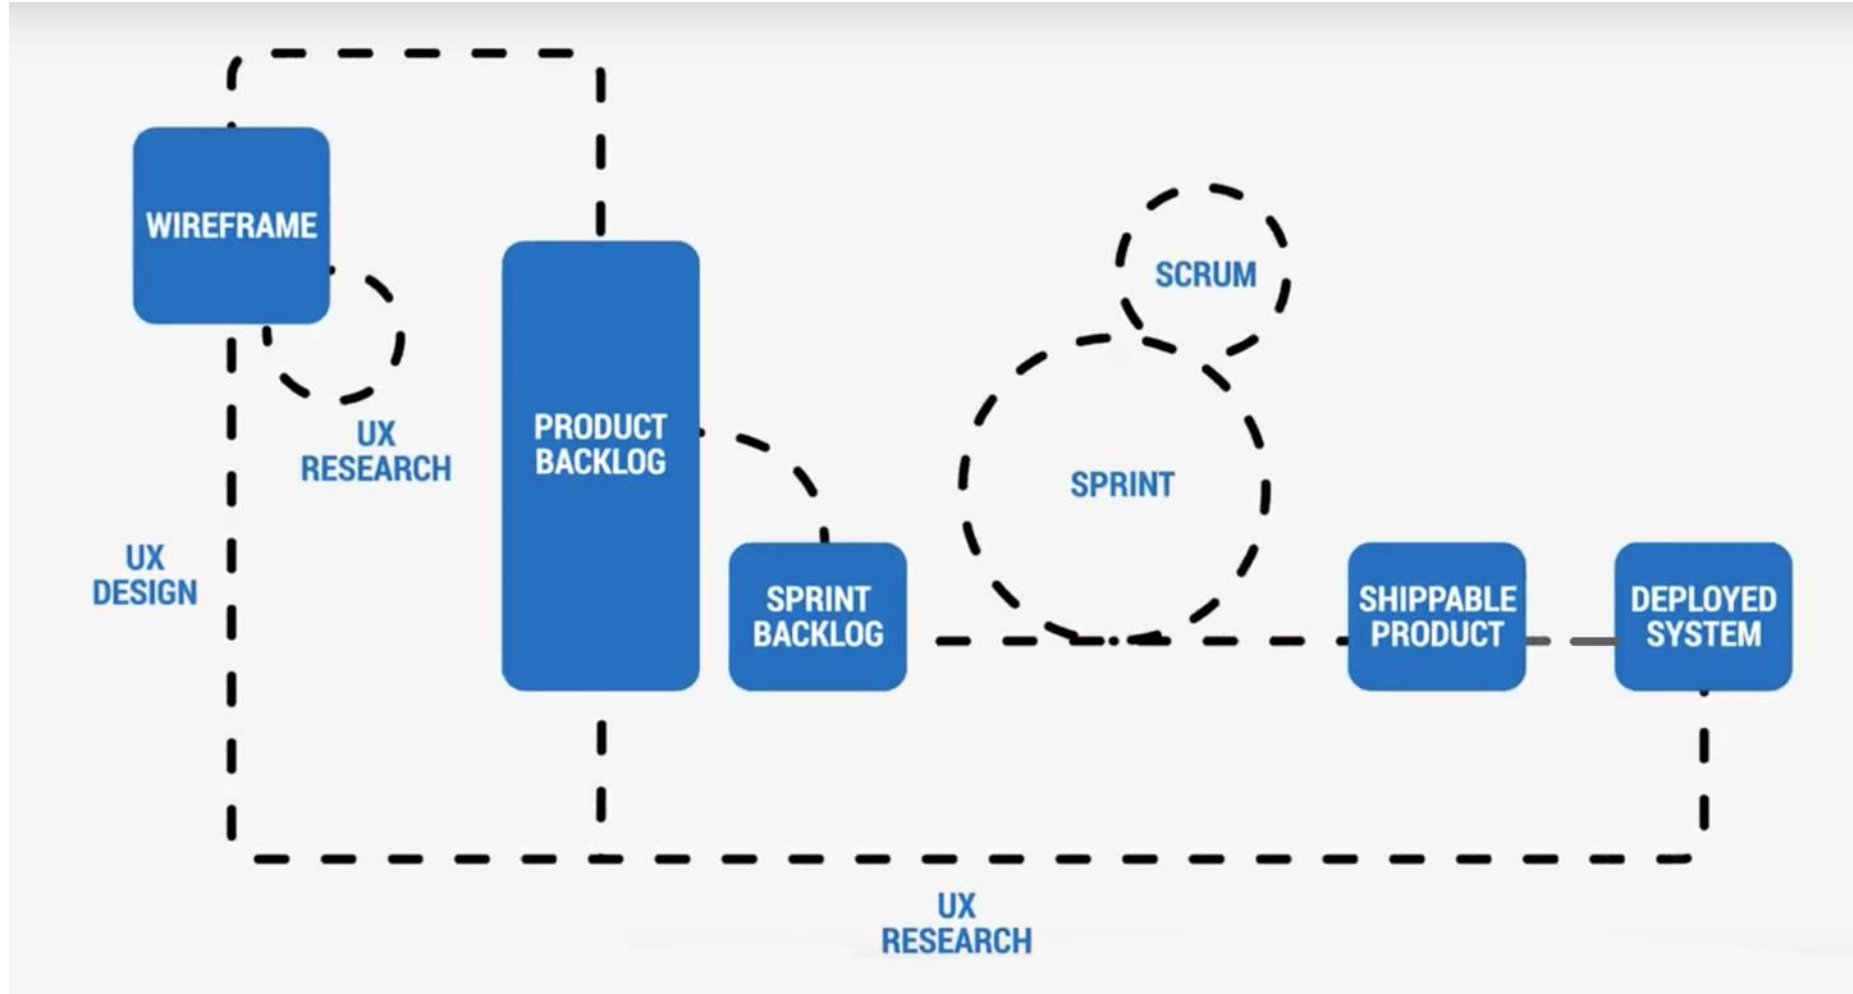 WIREFRAME
UX
RESEARCH
PRODUCT
BACKLOG
UX
DESIGN
SPRINT
BACKLOG
SCRUM
SPRINT
SHIPPABLE
PRODUCT
DEPLOYED
SYSTEM
UX
RESEARCH